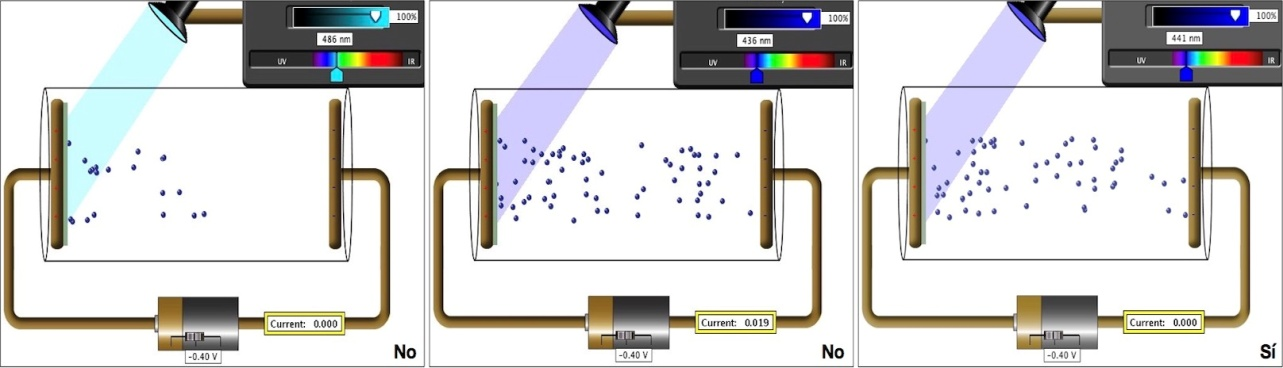 100%
486 nm
UV
IR
Current: 0.000
-0.40 V
No
100%
436 nm
UV
IR
Current: 0.019
-0.40 V
No
100%
441 nm
UV
IR
Current: 0.000
-0.40 V
Sí